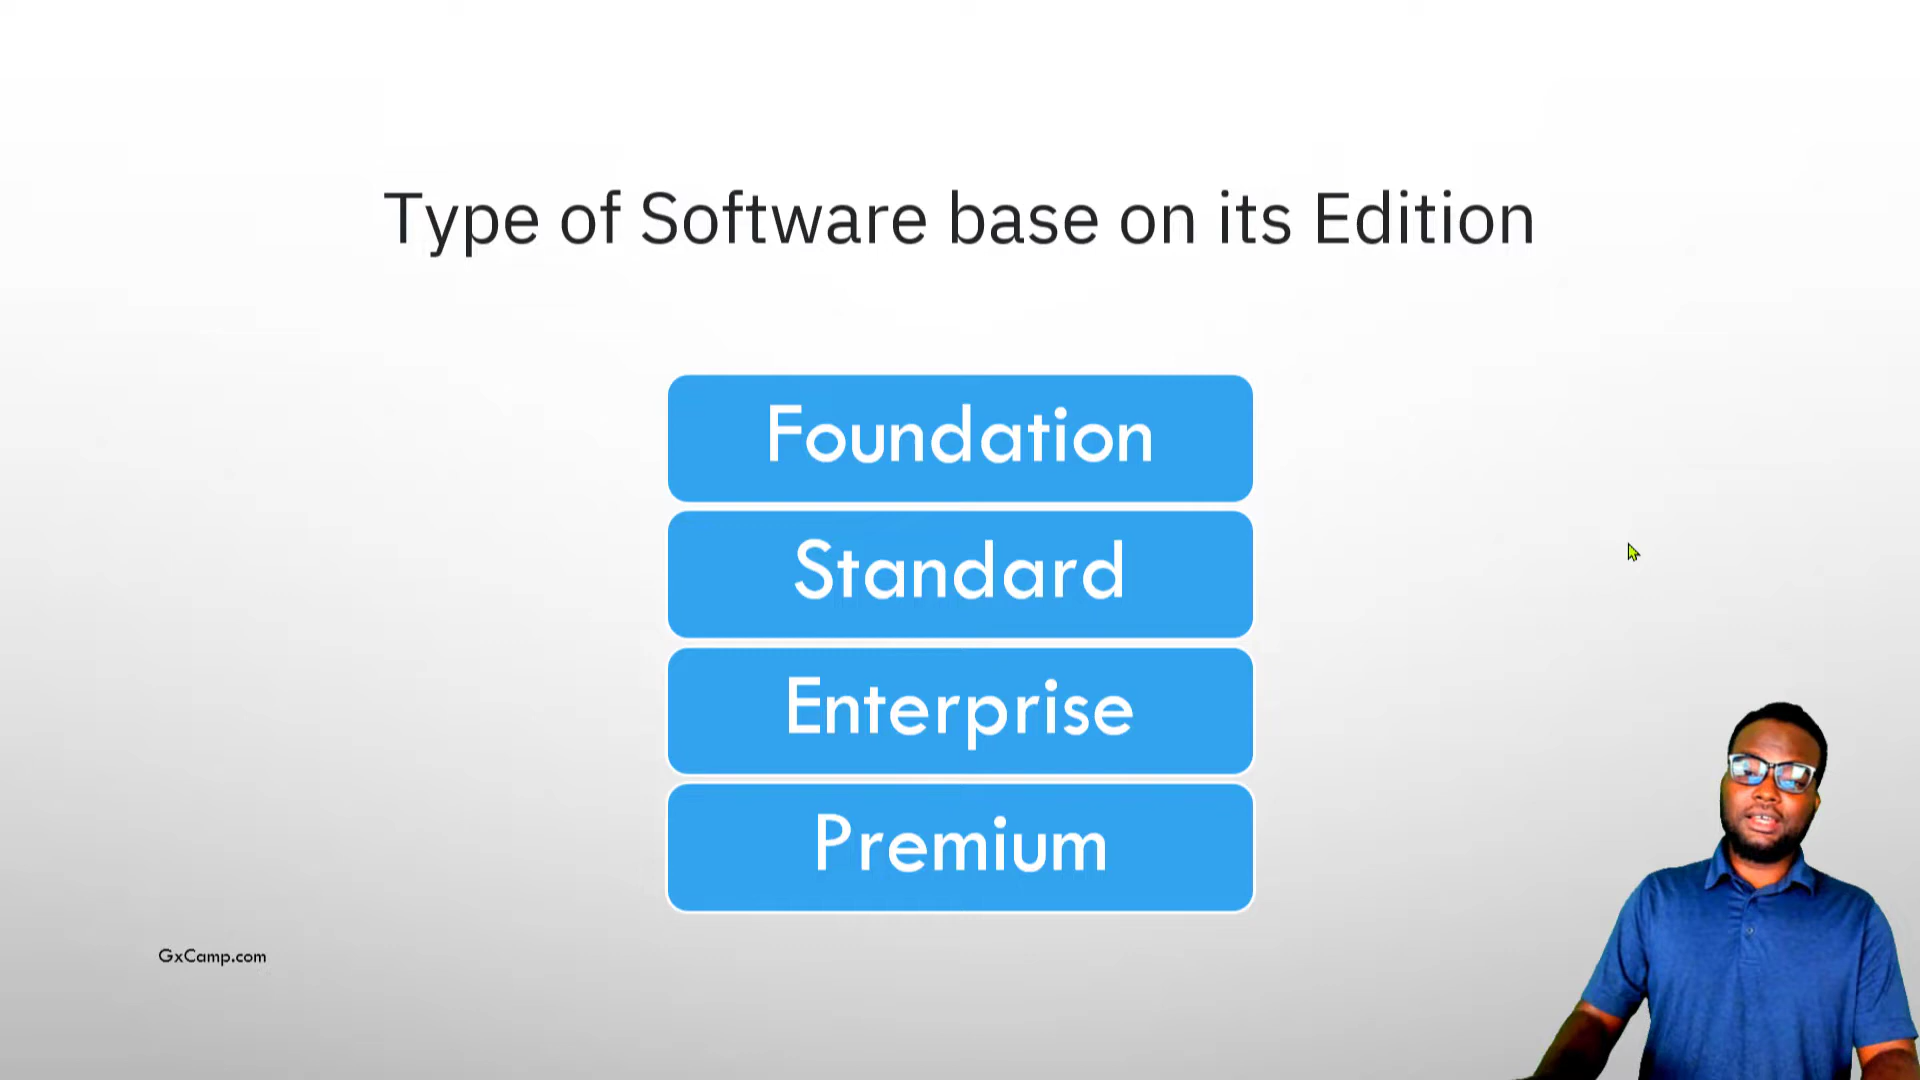 Type of Software base on its Edition
Foundation
Standard
Enterprise
Premium
GxCamp.com